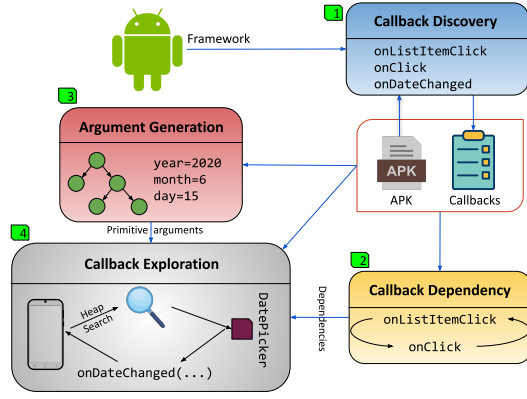 1
Callback Discovery
onListItemClick
onClick
onDateChanged
Framework
3
Argument Generation
year=2020
month=6
day=15
APK
APK
Callbacks
Primitive arguments
4
Callback Exploration
Heap
Search
DatePicker
onDateChanged(...)
Dependencies
2
Callback Dependency
onListItemClick
onClick